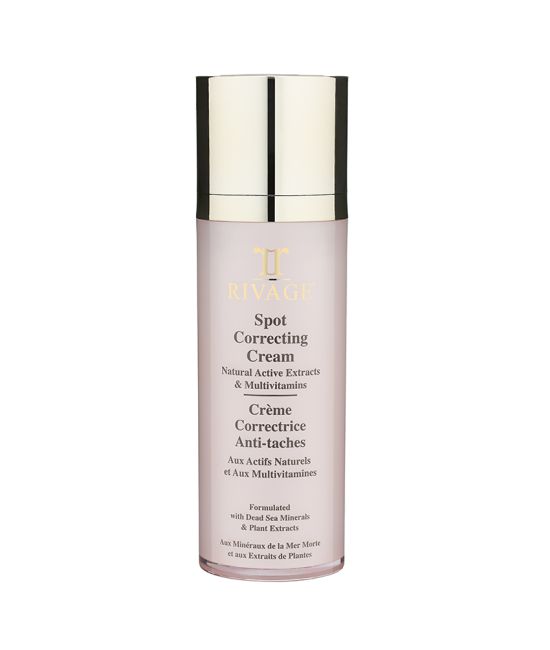 RIVAGE
Spot
Correcting
Cream
Natural Active Extracts
& Multivitamins
Crème
Correctrice
Anti-taches
Aux Actifs Naturels
et Aux Multivitamines
Formulated
with Dead Sea Minerals
& Plant Extracts
Aux Minéraux de la Mer Morte
et aux Extraits de Plantes